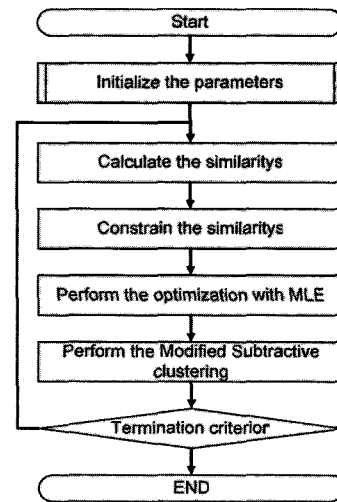 Start
Initialize the parameters
Calculate the similaritys
Constrain the similaritys
Perform the optimization with MLE
Perform the Modified Subtractive
clustering
Termination criterior
END